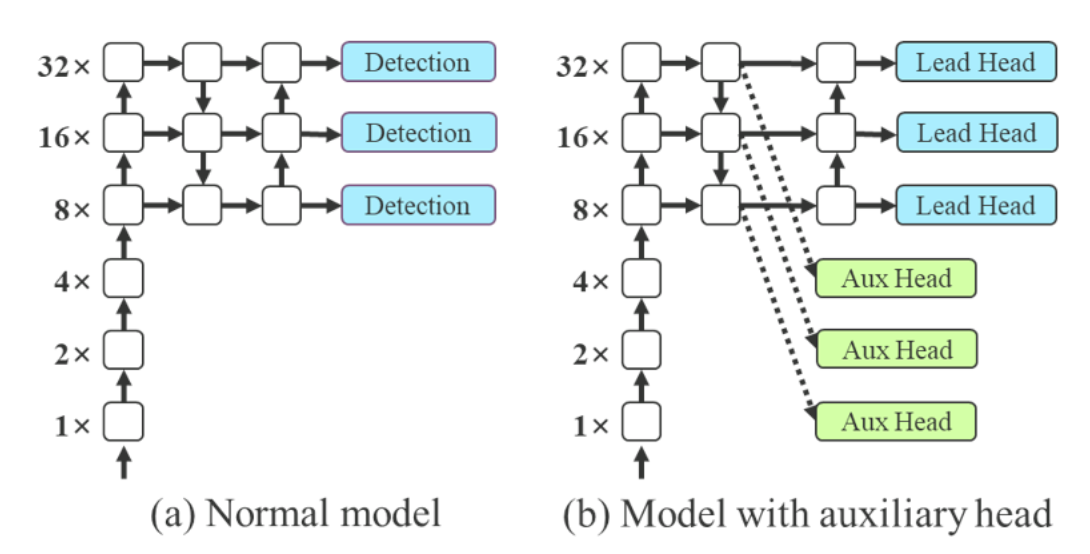 32× Detection
16× Detection
8× Detection
4×
2×
1×
(a) Normal model
32× Lead Head
16× Lead Head
8× Lead Head
4× Aux Head
2× Aux Head
1× Aux Head
(b) Model with auxiliary head